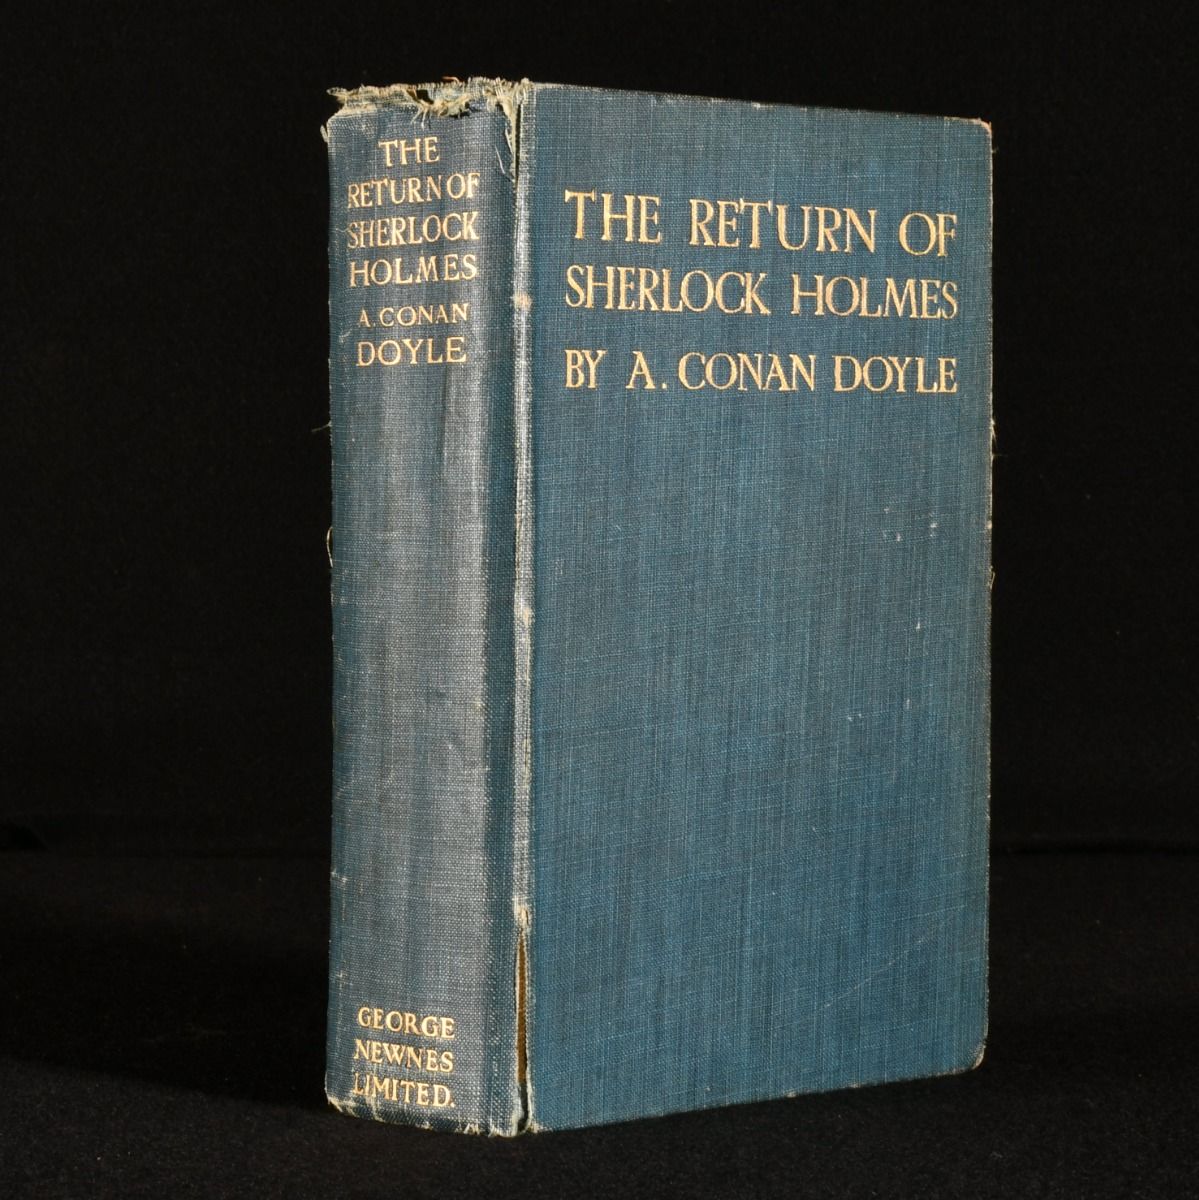 THE
RETURN OF
SHERLOCK
HOLMES
A. CONAN
DOYLE
GEORGE
NEWNES
LIMITED.
THE RETURN OF
SHERLOCK HOLMES
BY A. CONAN DOYLE